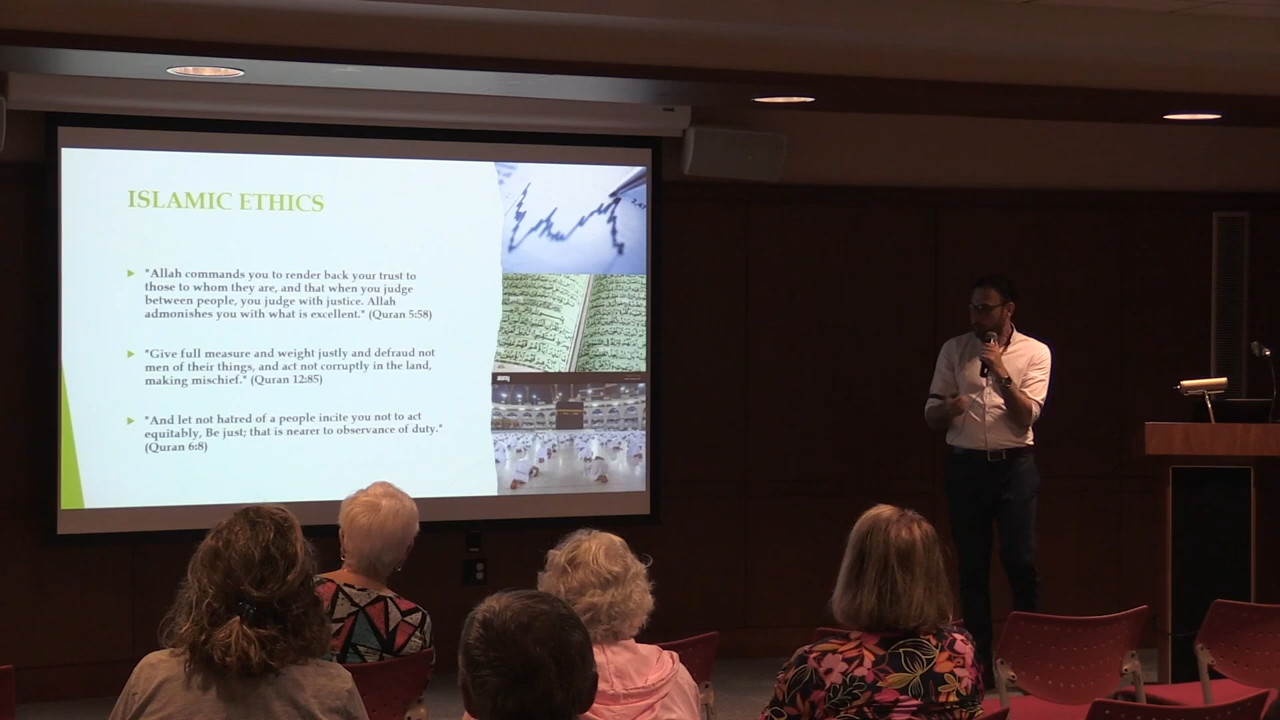 ISLAMIC ETHICS
"Allah commands you to render back your trust to
those to whom they are, and that when you judge
between people, you judge with justice. Allah
admonishes you with what is excellent." (Quran 5:58)
"Give full measure and weight justly and defraud not
men of their things, and act not corruptly in the land,
making mischief." (Quran 12:85)
"And let not hatred of a people incite you not to act
equitably, Be just; that is nearer to observance of duty."
(Quran 6:8)